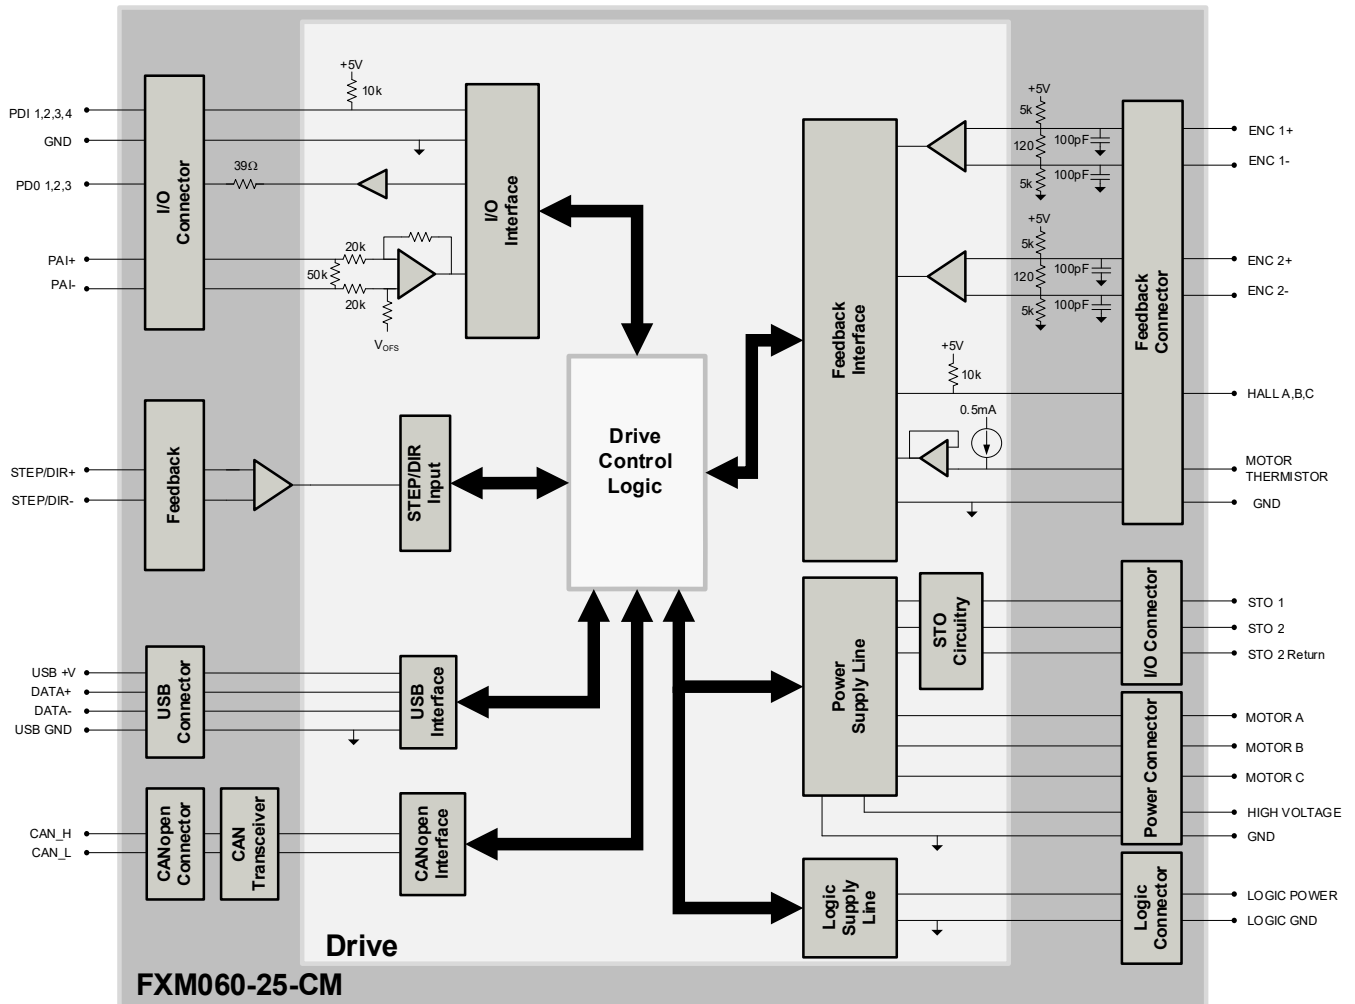 PDI 1,2,3,4
GND
PD0 1,2,3
PAI+
PAI-
I/O
Connector
+5V
10k
39Ω
20k
50k
20k
VOFS
I/O
Interface
STEP/DIR+
STEP/DIR-
Feedback
STEP/DIR
Input
USB +V
DATA+
DATA-
USB GND
USB
Connector
USB
Interface
CAN_H
CAN_L
CANopen
Connector
CAN
Transceiver
CANopen
Interface
Drive
Control
Logic
Feedback
Interface
+5V
5k
120
5k
100pF
100pF
+5V
5k
120
5k
100pF
100pF
+5V
10k
0.5mA
Feedback
Connector
ENC 1+
ENC 1-
ENC 2+
ENC 2-
HALL A,B,C
MOTOR
THERMISTOR
GND
Power
Supply Line
STO
Circuitry
I/O Connector
STO 1
STO 2
STO 2 Return
Power Connector
MOTOR A
MOTOR B
MOTOR C
HIGH VOLTAGE
GND
Logic
Supply
Line
Logic
Connector
LOGIC POWER
LOGIC GND
Drive
FXM060-25-CM